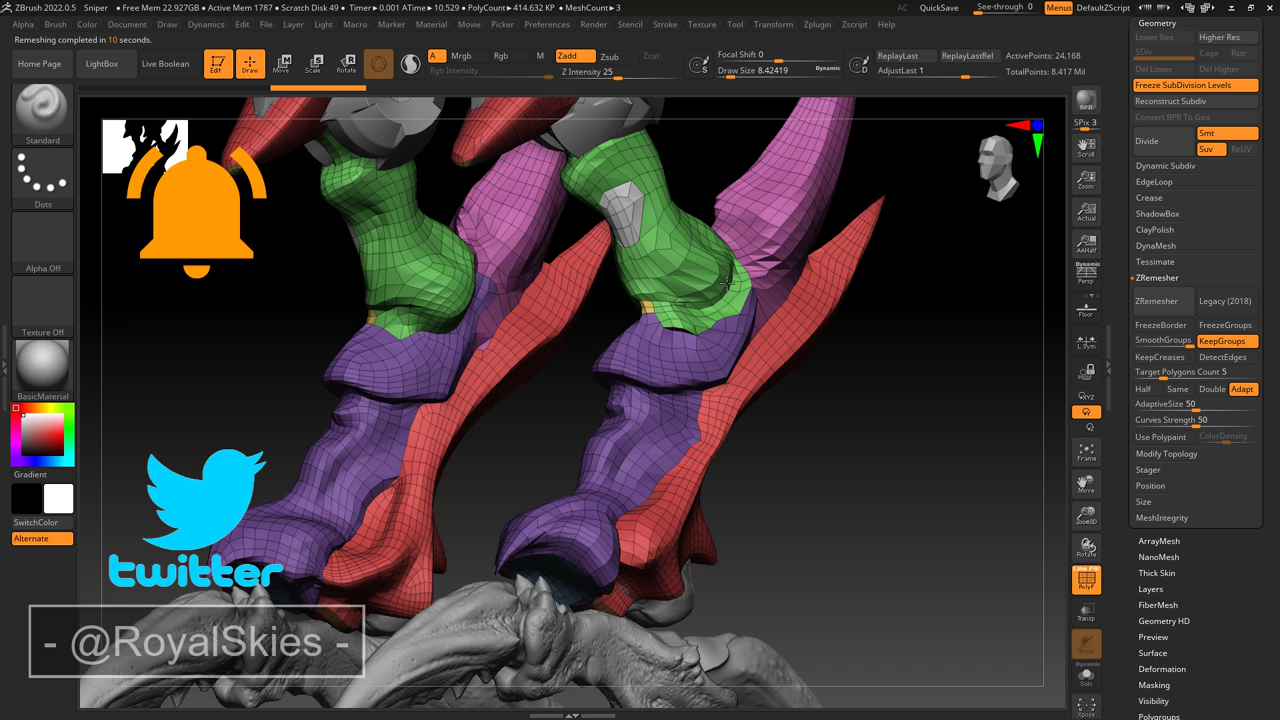 ZBrush 2022.0.5 Sniper • Free Mem 22.927GB • Active Mem 1787 • Scratch Disk 49 • Timer►0.001 ATime►10.529 • PolyCount►414.632 KP • MeshCount►3
AC QuickSave See-through 0 Menus DefaultZScript
Alpha Brush Color Document Draw Dynamics Edit File Layer Light Macro Marker Material Movie Picker Preferences Render Stencil Stroke Texture Tool Transform Zplugin Zscript Help
Remeshing completed in 10 seconds.
Home Page LightBox Live Boolean
Edit Draw Move Scale Rotate
A Mrgb Rgb M Zadd Zsub Zcut
Rgb Intensity Z Intensity 25
Focal Shift 0
Draw Size 8.42419 Dynamic
S D
ReplayLast ReplayLastRel
AdjustLast 1
ActivePoints: 24,168
TotalPoints: 8.417 Mil
Standard
Dots
Alpha Off
Texture Off
BasicMaterial
Gradient
SwitchColor
Alternate
twitter
- @RoyalSkies -
BPR
SPix 3
Scroll
Zoom
Actual
AAHalf
Dynamic
Persp
Floor
L.Sym
XYZ
Y
Z
Frame
Move
Zoom3D
Rotate
Line Fill
PolyF
Transp
Dynamic
Solo
Xpose
Geometry
Lower Res Higher Res
SDiv Cage Rstr
Del Lower Del Higher
Freeze SubDivision Levels
Reconstruct Subdiv
Convert BPR To Geo
Divide Smt
Suv ReUV
Dynamic Subdiv
EdgeLoop
Crease
ShadowBox
ClayPolish
DynaMesh
Tessimate
ZRemesher
ZRemesher Legacy (2018)
FreezeBorder FreezeGroups
SmoothGroups KeepGroups
KeepCreases DetectEdges
Target Polygons Count 5
Half Same Double Adapt
AdaptiveSize 50
Curves Strength 50
Use Polypaint ColorDensity
Modify Topology
Stager
Position
Size
MeshIntegrity
ArrayMesh
NanoMesh
Thick Skin
Layers
FiberMesh
Geometry HD
Preview
Surface
Deformation
Masking
Visibility
Polygroups